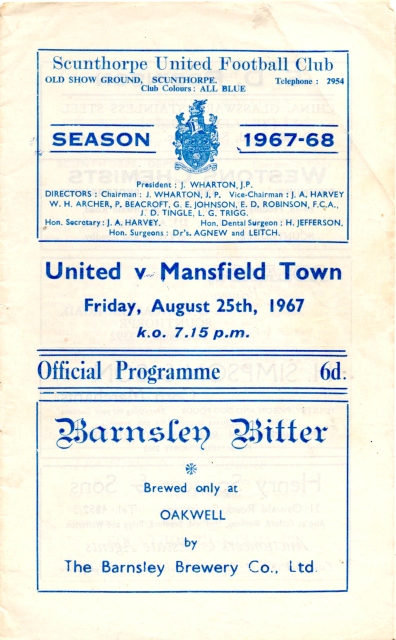 Scunthorpe United Football Club
OLD SHOW GROUND, SCUNTHORPE. Telephone : 2954
Club Colours : ALL BLUE
SEASON 1967-68
President : J. WHARTON, J.P.
DIRECTORS : Chairman : J. WHARTON, J. P. Vice-Chairman : J. A. HARVEY
W. H. ARCHER, P. BEACROFT, G. E. JOHNSON, E. D. ROBINSON, F.C.A.,
J. D. TINGLE, L. G. TRIGG.
Hon. Secretary : J. A. HARVEY. Hon. Dental Surgeon : H. JEFFERSON.
Hon. Surgeons : Dr's. AGNEW and LEITCH.
United v Mansfield Town
Friday, August 25th, 1967
k.o. 7.15 p.m.
Official Programme 6d.
Barnsley Bitter
Brewed only at
OAKWELL
by
The Barnsley Brewery Co., Ltd.